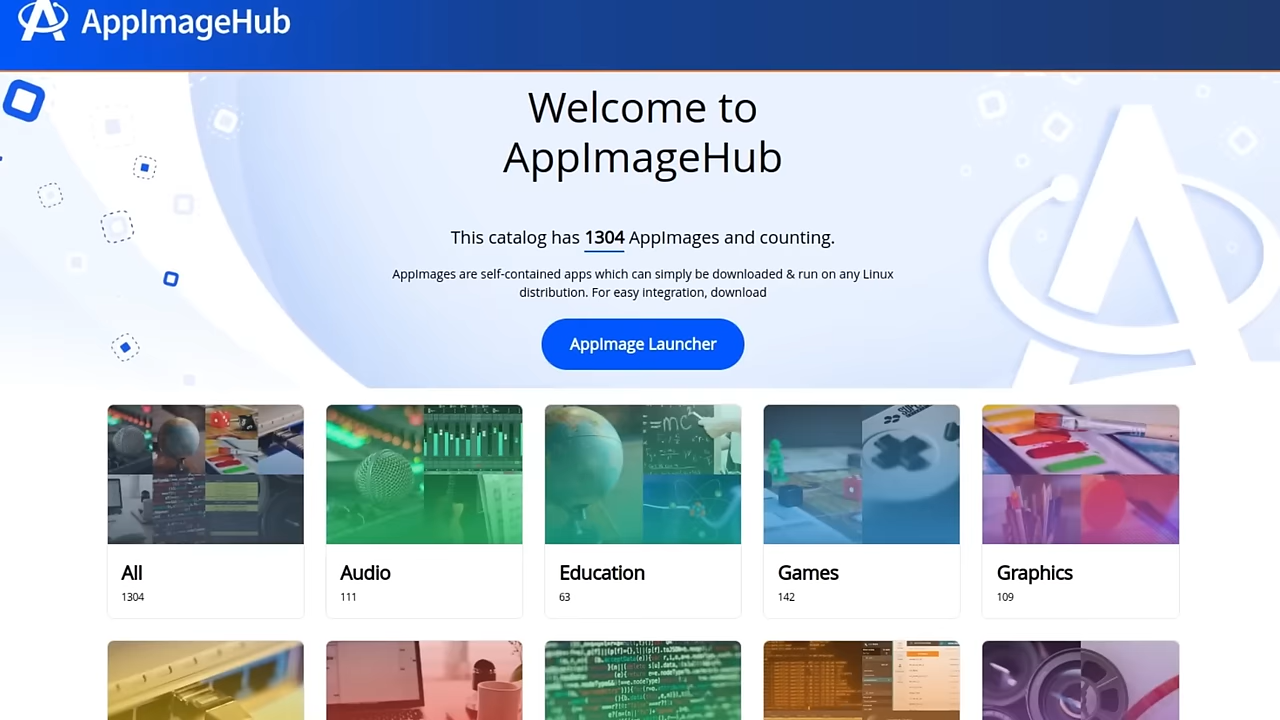 AppImageHub
Welcome to
AppImageHub
This catalog has 1304 AppImages and counting.
AppImages are self-contained apps which can simply be downloaded & run on any Linux
distribution. For easy integration, download
AppImage Launcher
All
1304
Audio
111
Education
63
Games
142
Graphics
109